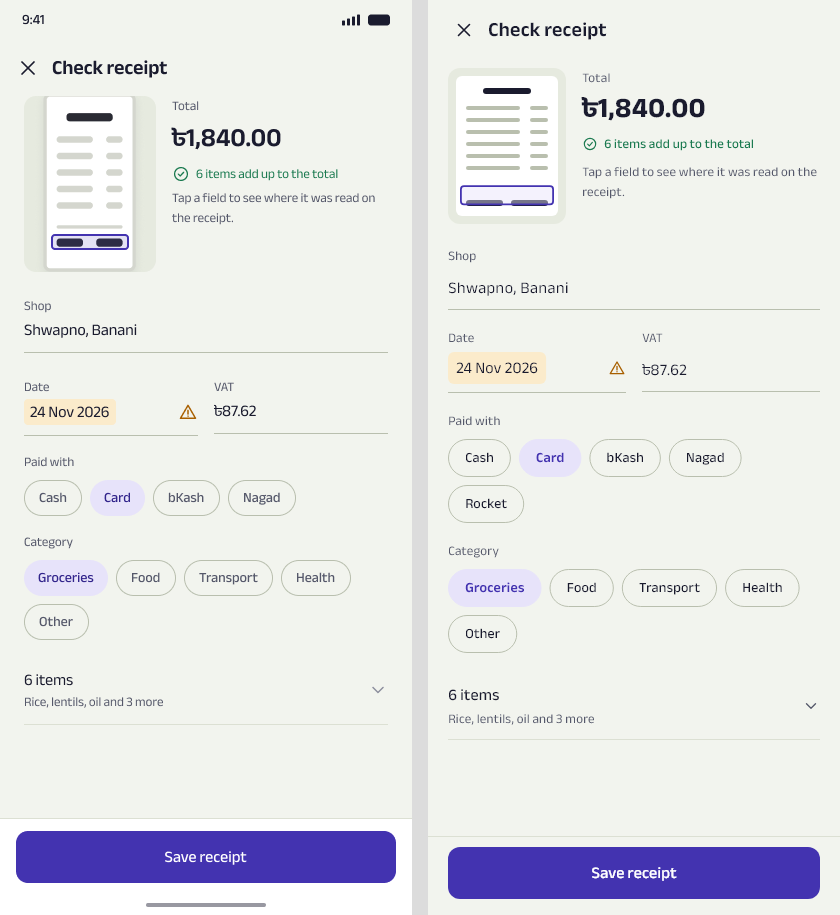 9:41
Check receipt
Total
৳1,840.00
6 items add up to the total
Tap a field to see where it was read on
the receipt.
Shop
Shwapno, Banani
Date
VAT
24 Nov 2026
৳87.62
Paid with
Cash
Card
bKash
Nagad
Category
Groceries
Food
Transport
Health
Other
6 items
Rice, lentils, oil and 3 more
Save receipt
Check receipt
Total
৳1,840.00
6 items add up to the total
Tap a field to see where it was read on the
receipt.
Shop
Shwapno, Banani
Date
VAT
24 Nov 2026
৳87.62
Paid with
Cash
Card
bKash
Nagad
Rocket
Category
Groceries
Food
Transport
Health
Other
6 items
Rice, lentils, oil and 3 more
Save receipt